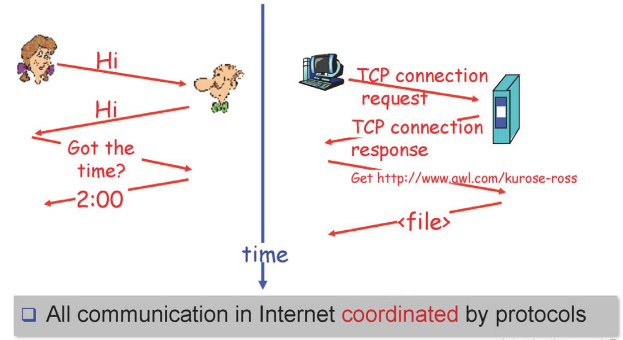 Hi
Hi
Got the
time?
2:00
TCP connection
request
TCP connection
response
Get http://www.awl.com/kurose-ross
<file>
time
All communication in Internet coordinated by protocols